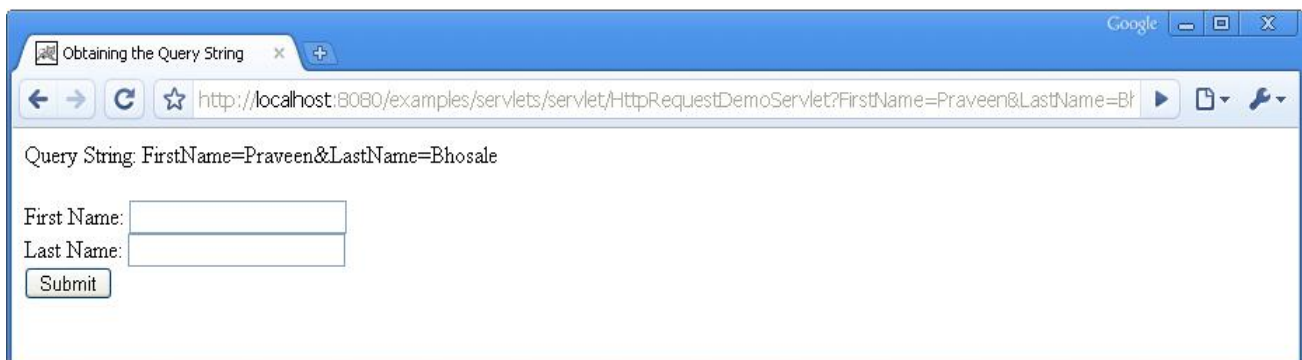 Google
Obtaining the Query String
http://localhost:8080/examples/servlets/servlet/HttpRequestDemoServlet?FirstName=Praveen&LastName=Bh
Query String: FirstName=Praveen&LastName=Bhosale
First Name:
Last Name:
Submit